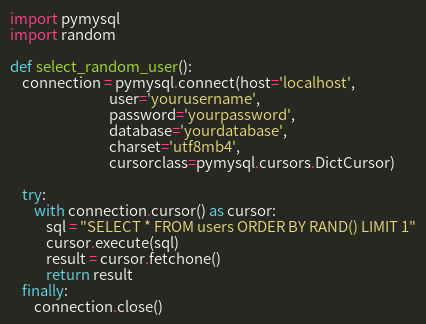 import pymysql
import random

def select_random_user():
    connection = pymysql.connect(host='localhost',
                                 user='yourusername',
                                 password='yourpassword',
                                 database='yourdatabase',
                                 charset='utf8mb4',
                                 cursorclass=pymysql.cursors.DictCursor)

    try:
        with connection.cursor() as cursor:
            sql = "SELECT * FROM users ORDER BY RAND() LIMIT 1"
            cursor.execute(sql)
            result = cursor.fetchone()
            return result
    finally:
        connection.close()